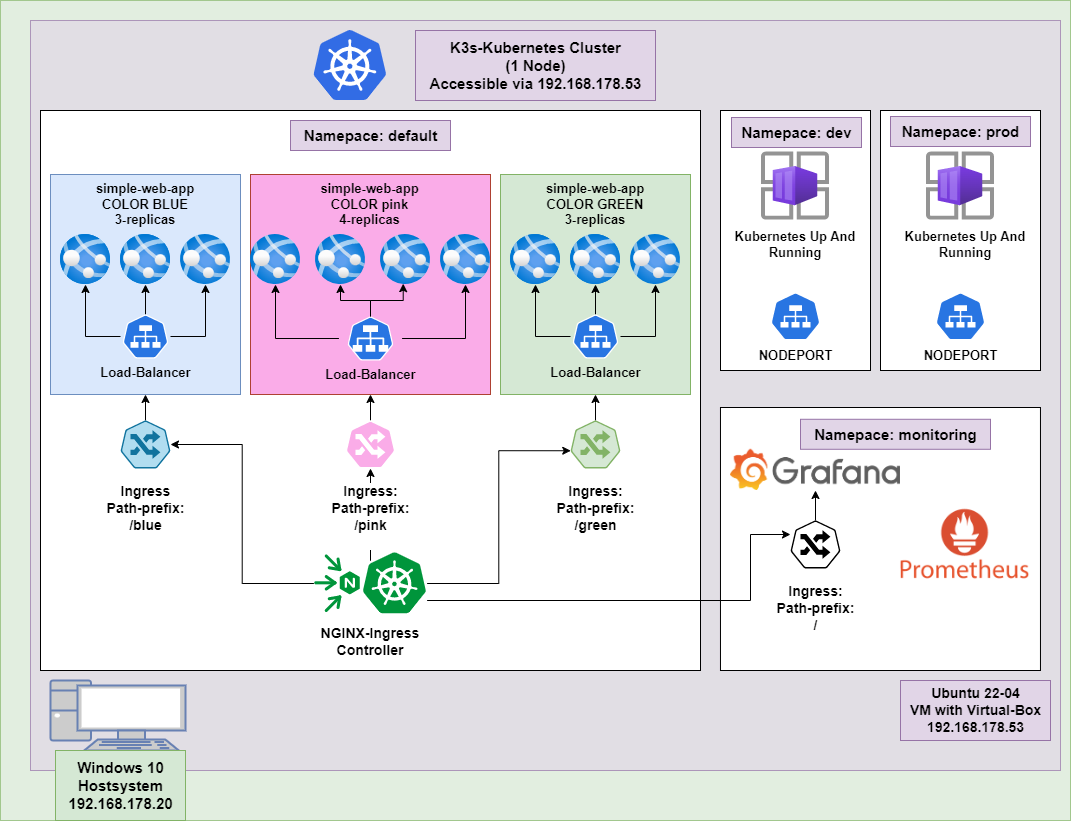 K3s-Kubernetes Cluster
(1 Node)
Accessible via 192.168.178.53
Namepace: default
simple-web-app
COLOR BLUE
3-replicas
Load-Balancer
simple-web-app
COLOR pink
4-replicas
Load-Balancer
simple-web-app
COLOR GREEN
3-replicas
Load-Balancer
Namepace: dev
Kubernetes Up And
Running
NODEPORT
Namepace: prod
Kubernetes Up And
Running
NODEPORT
Ingress
Path-prefix:
/blue
Ingress:
Path-prefix:
/pink
Ingress:
Path-prefix:
/green
N
NGINX-Ingress
Controller
Namepace: monitoring
Grafana
Prometheus
Ingress:
Path-prefix:
/
Ubuntu 22-04
VM with Virtual-Box
192.168.178.53
Windows 10
Hostsystem
192.168.178.20